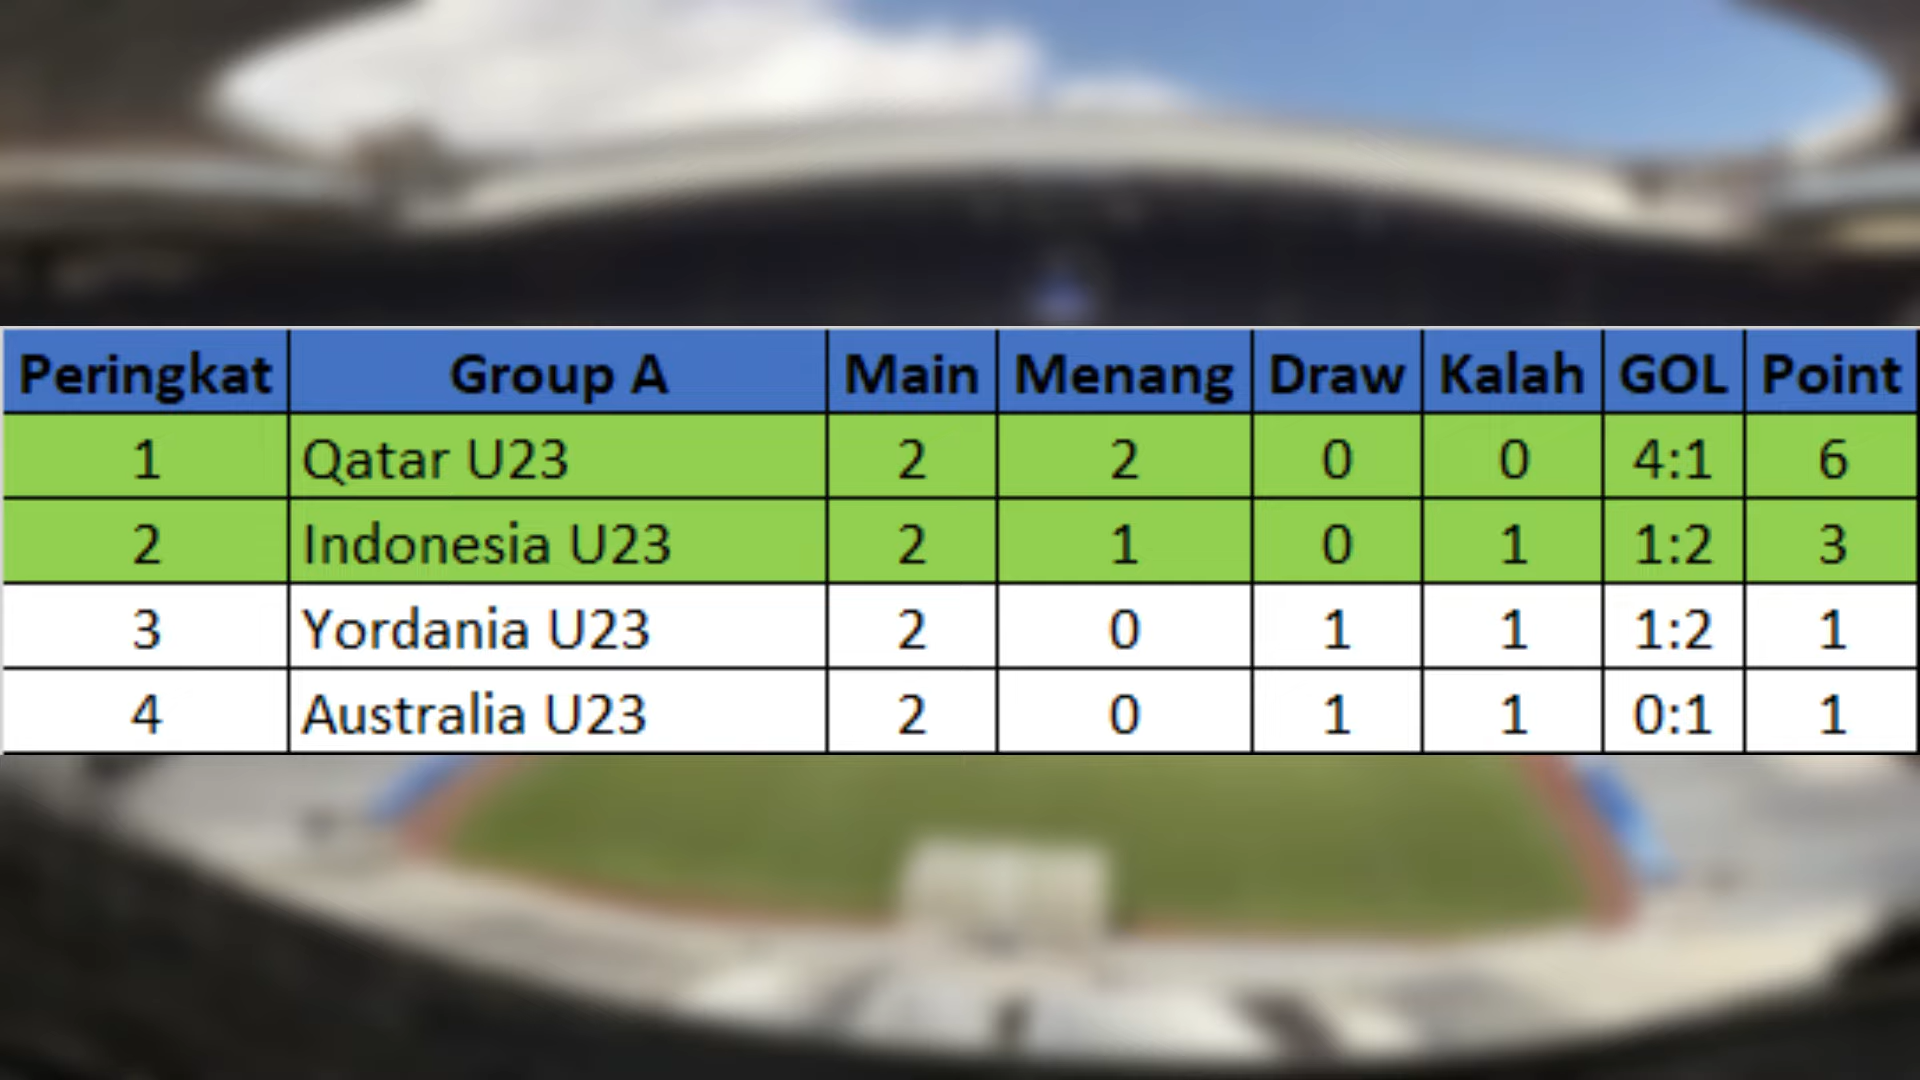 Peringkat Group A Main Menang Draw Kalah GOL Point
1 Qatar U23 2 2 0 0 4:1 6
2 Indonesia U23 2 1 0 1 1:2 3
3 Yordania U23 2 0 1 1 1:2 1
4 Australia U23 2 0 1 1 0:1 1